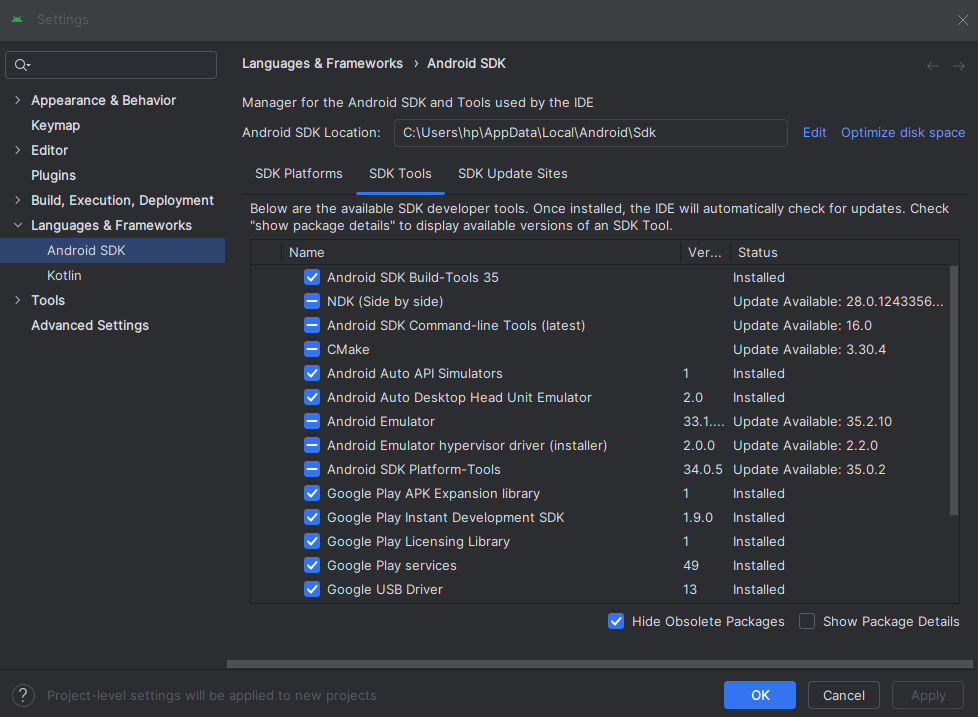 Settings
Languages & Frameworks › Android SDK
Appearance & Behavior
Keymap
Editor
Plugins
Build, Execution, Deployment
Languages & Frameworks
Android SDK
Kotlin
Tools
Advanced Settings
Manager for the Android SDK and Tools used by the IDE
Android SDK Location: C:\Users\hp\AppData\Local\Android\Sdk Edit Optimize disk space
SDK Platforms SDK Tools SDK Update Sites
Below are the available SDK developer tools. Once installed, the IDE will automatically check for updates. Check
"show package details" to display available versions of an SDK Tool.
Name Ver... Status
Android SDK Build-Tools 35 Installed
NDK (Side by side) Update Available: 28.0.1243356...
Android SDK Command-line Tools (latest) Update Available: 16.0
CMake Update Available: 3.30.4
Android Auto API Simulators 1 Installed
Android Auto Desktop Head Unit Emulator 2.0 Installed
Android Emulator 33.1.... Update Available: 35.2.10
Android Emulator hypervisor driver (installer) 2.0.0 Update Available: 2.2.0
Android SDK Platform-Tools 34.0.5 Update Available: 35.0.2
Google Play APK Expansion library 1 Installed
Google Play Instant Development SDK 1.9.0 Installed
Google Play Licensing Library 1 Installed
Google Play services 49 Installed
Google USB Driver 13 Installed
Hide Obsolete Packages Show Package Details
? Project-level settings will be applied to new projects
OK Cancel Apply